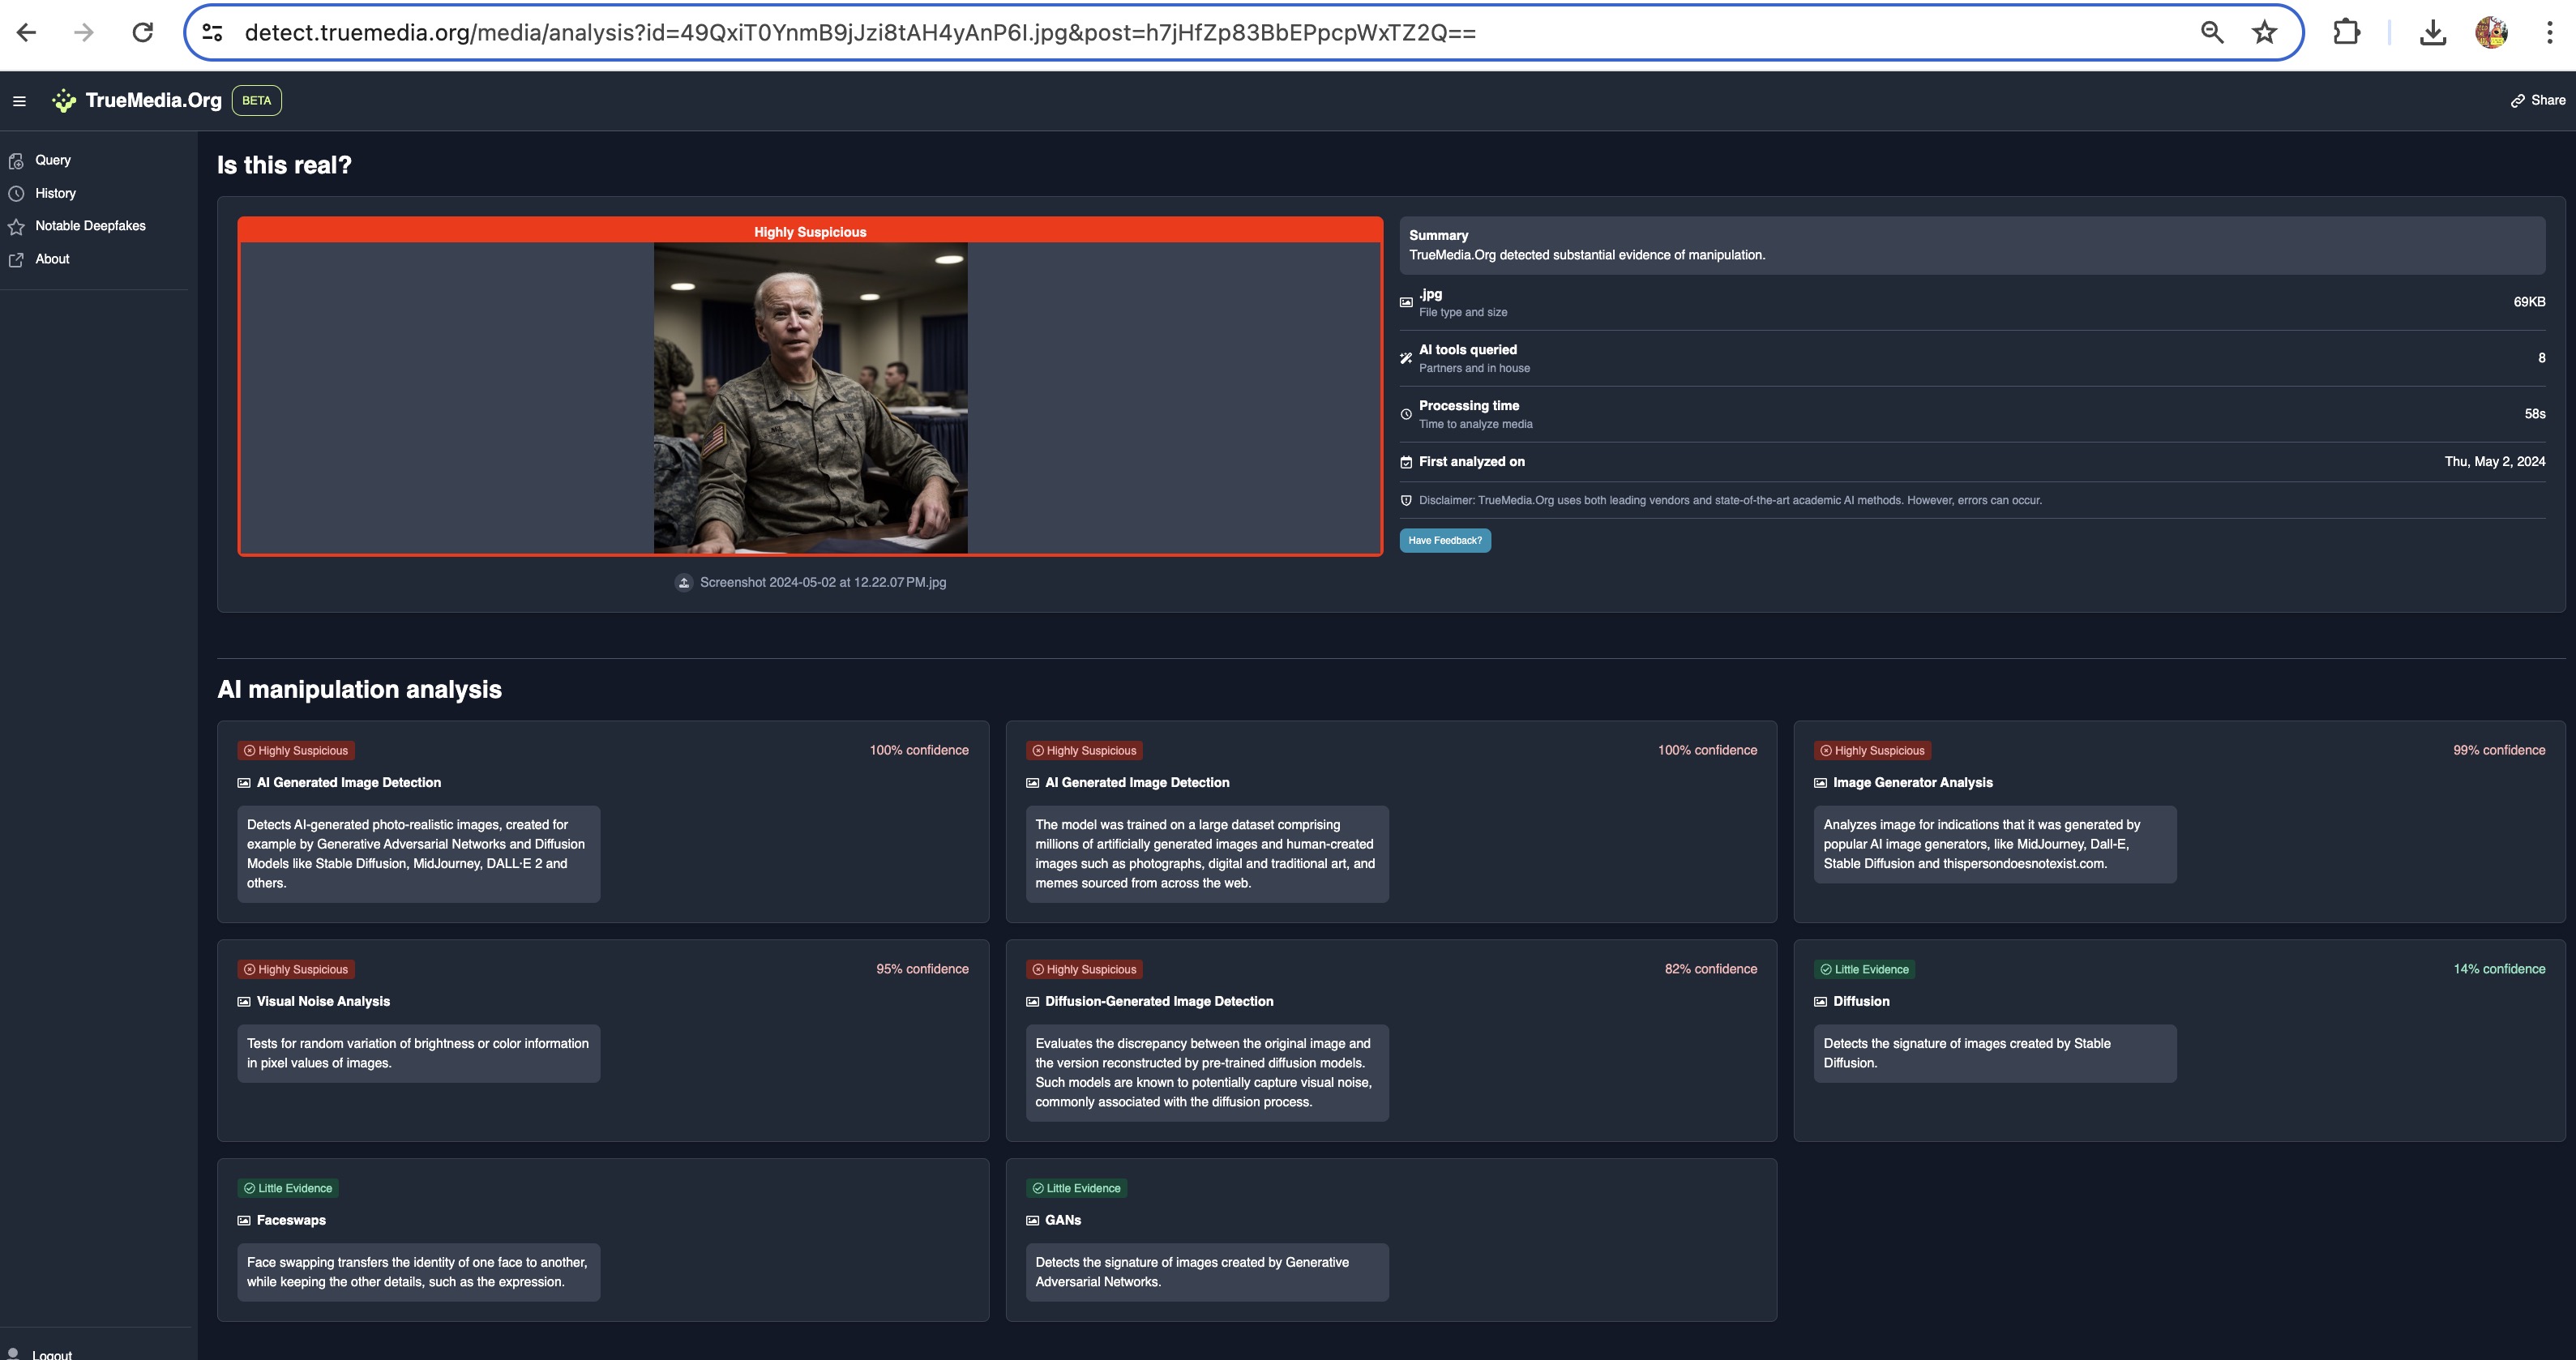 detect.truemedia.org/media/analysis?id=49QxiT0YnmB9jJzi8tAH4yAnP6I.jpg&post=h7jHfZp83BbEPpcpWxTZ2Q==
TrueMedia.Org BETA
Share
Query
History
Notable Deepfakes
About
Is this real?
Highly Suspicious
Screenshot 2024-05-02 at 12.22.07 PM.jpg
Summary
TrueMedia.Org detected substantial evidence of manipulation.
.jpg
File type and size
69KB
AI tools queried
Partners and in house
8
Processing time
Time to analyze media
58s
First analyzed on
Thu, May 2, 2024
Disclaimer: TrueMedia.Org uses both leading vendors and state-of-the-art academic AI methods. However, errors can occur.
Have Feedback?
AI manipulation analysis
Highly Suspicious
100% confidence
AI Generated Image Detection
Detects AI-generated photo-realistic images, created for
example by Generative Adversarial Networks and Diffusion
Models like Stable Diffusion, MidJourney, DALL·E 2 and
others.
Highly Suspicious
100% confidence
AI Generated Image Detection
The model was trained on a large dataset comprising
millions of artificially generated images and human-created
images such as photographs, digital and traditional art, and
memes sourced from across the web.
Highly Suspicious
99% confidence
Image Generator Analysis
Analyzes image for indications that it was generated by
popular AI image generators, like MidJourney, Dall-E,
Stable Diffusion and thispersondoesnotexist.com.
Highly Suspicious
95% confidence
Visual Noise Analysis
Tests for random variation of brightness or color information
in pixel values of images.
Highly Suspicious
82% confidence
Diffusion-Generated Image Detection
Evaluates the discrepancy between the original image and
the version reconstructed by pre-trained diffusion models.
Such models are known to potentially capture visual noise,
commonly associated with the diffusion process.
Little Evidence
14% confidence
Diffusion
Detects the signature of images created by Stable
Diffusion.
Little Evidence
Faceswaps
Face swapping transfers the identity of one face to another,
while keeping the other details, such as the expression.
Little Evidence
GANs
Detects the signature of images created by Generative
Adversarial Networks.
Logout